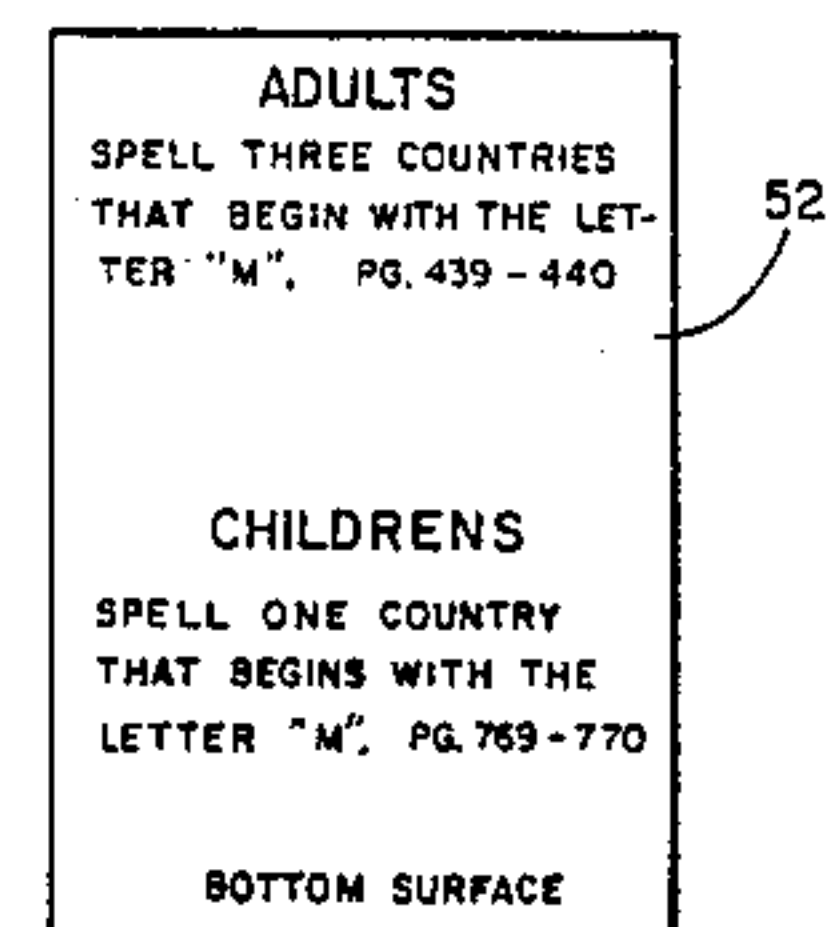 ADULTS
SPELL THREE COUNTRIES
THAT BEGIN WITH THE LET-
TER "M". PG. 439 - 440
52
CHILDRENS
SPELL ONE COUNTRY
THAT BEGINS WITH THE
LETTER "M". PG. 769 - 770
BOTTOM SURFACE